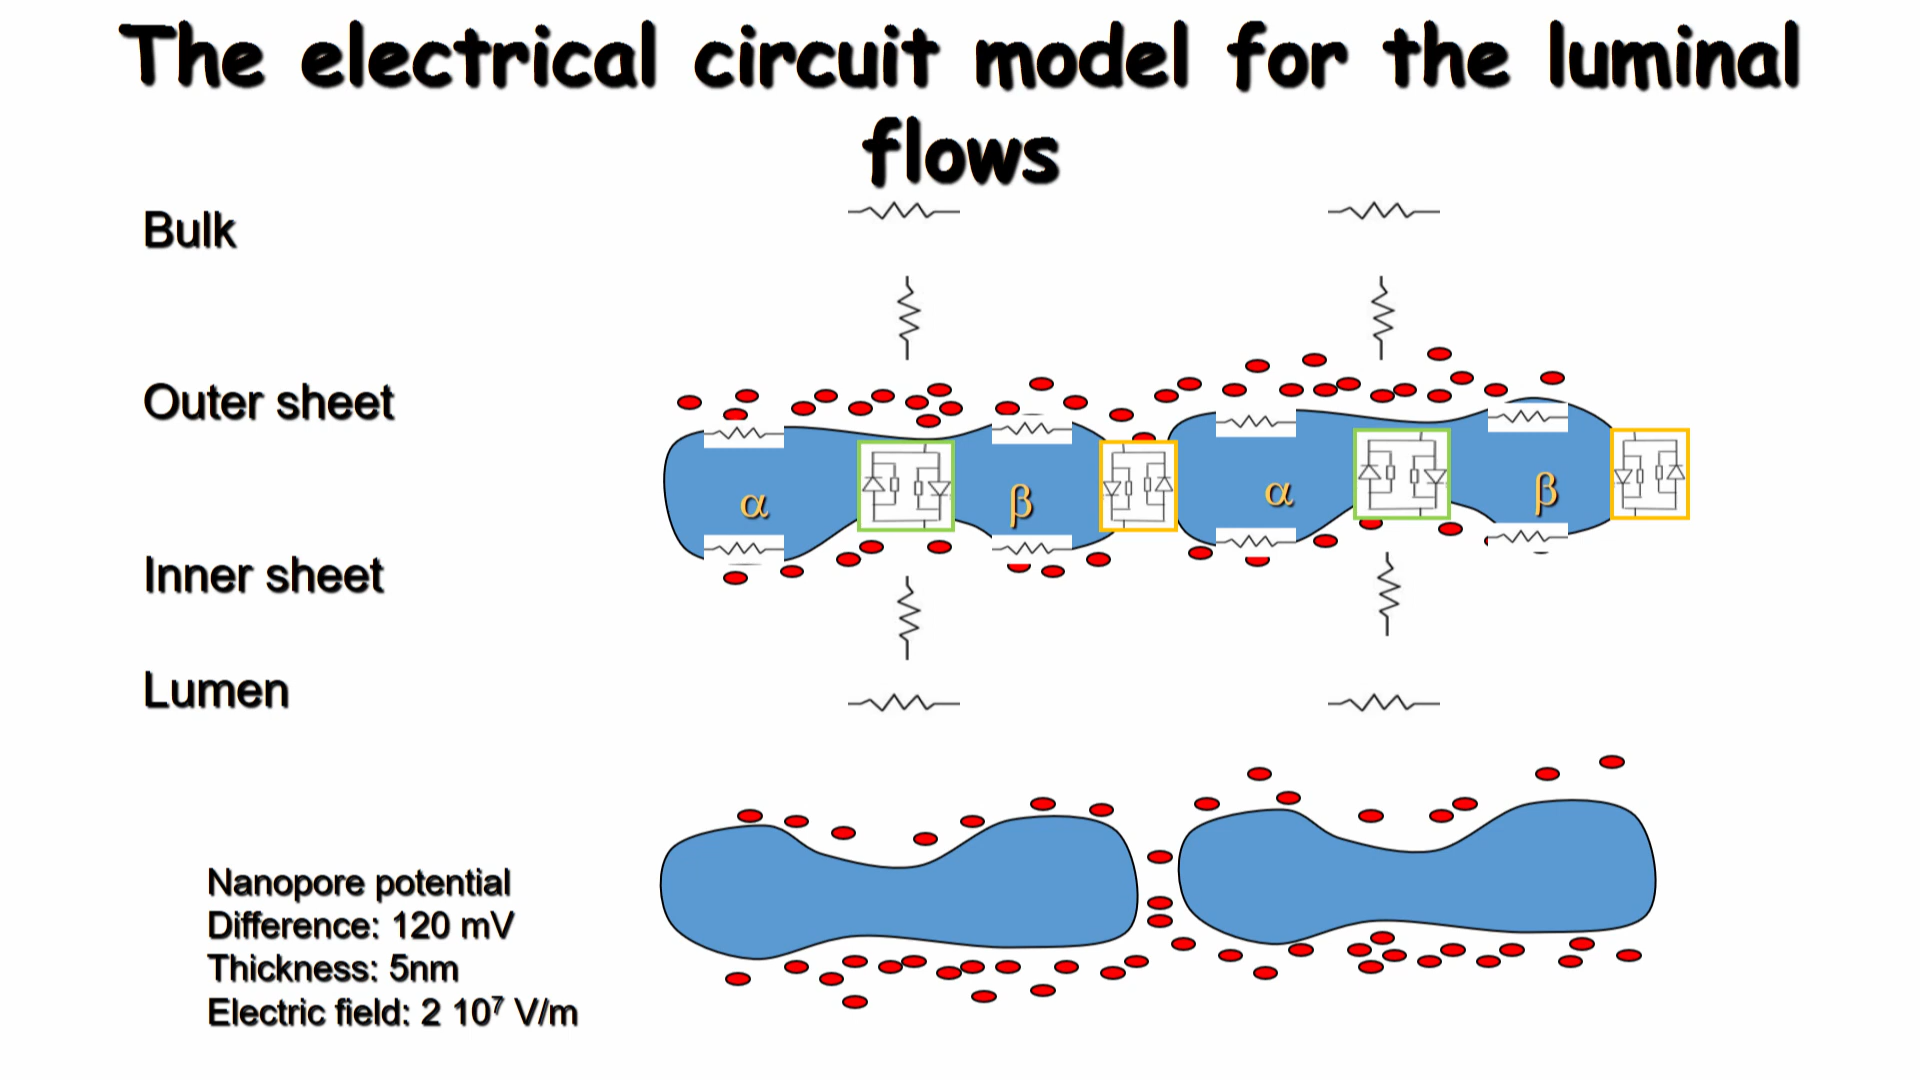 The electrical circuit model for the luminal
flows
Bulk
Outer sheet
α β α β
Inner sheet
Lumen
Nanopore potential
Difference: 120 mV
Thickness: 5nm
Electric field: 2 10⁷ V/m